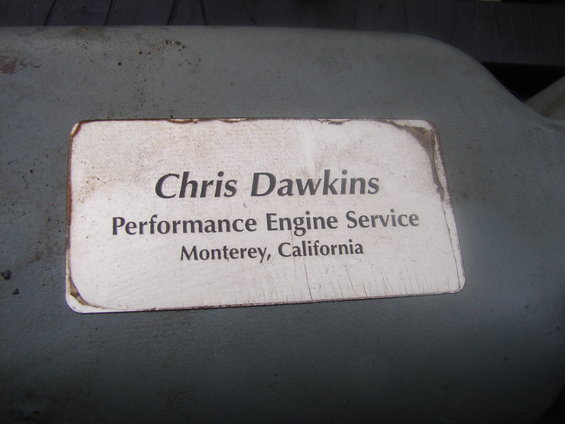 Chris Dawkins
Performance Engine Service
Monterey, California